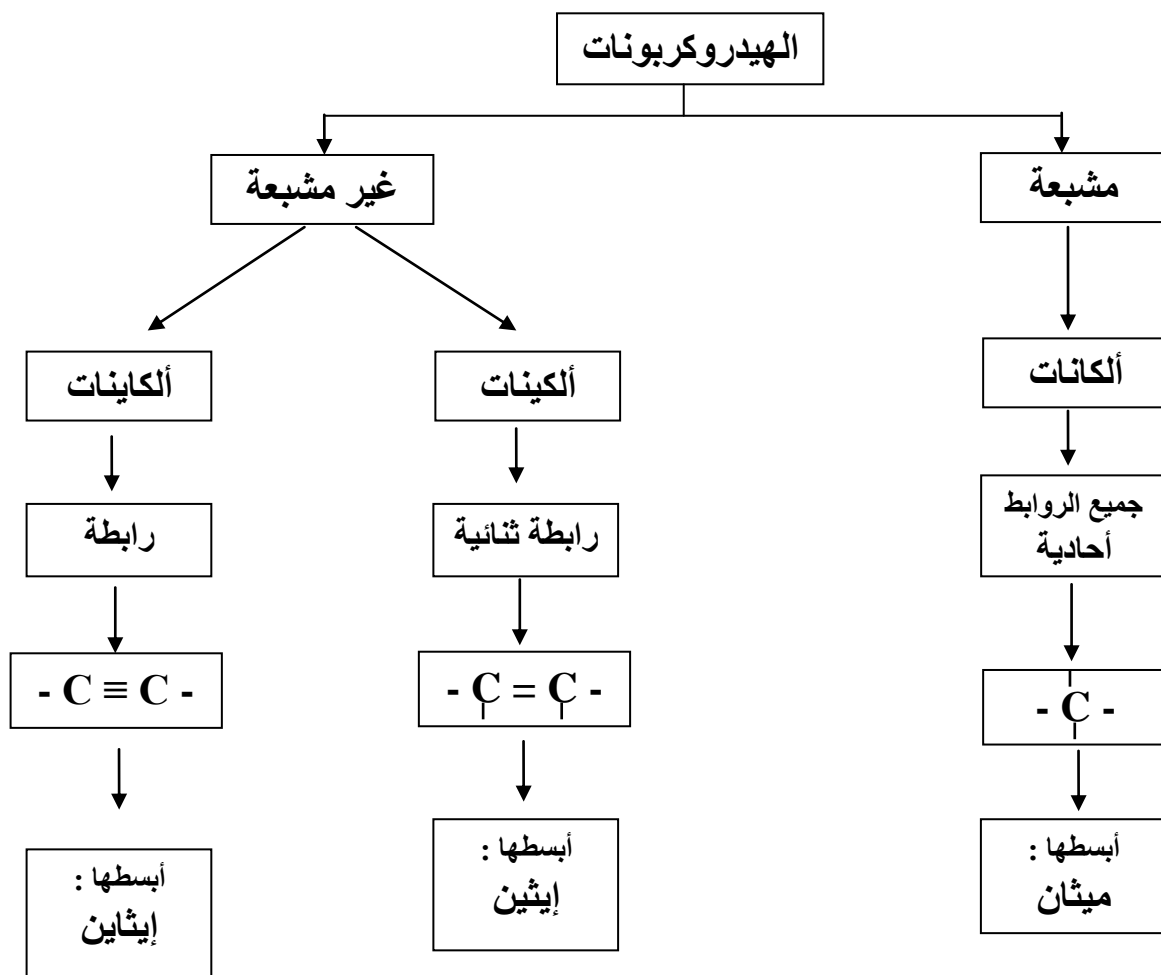 الهيدروكربونات
مشبعة
غير مشبعة
ألكانات
ألكينات
ألكاينات
جميع الروابط
أحادية
رابطة ثنائية
رابطة
- C -
- C = C -
- C ≡ C -
أبسطها :
ميثان
أبسطها :
إيثين
أبسطها :
إيثاين